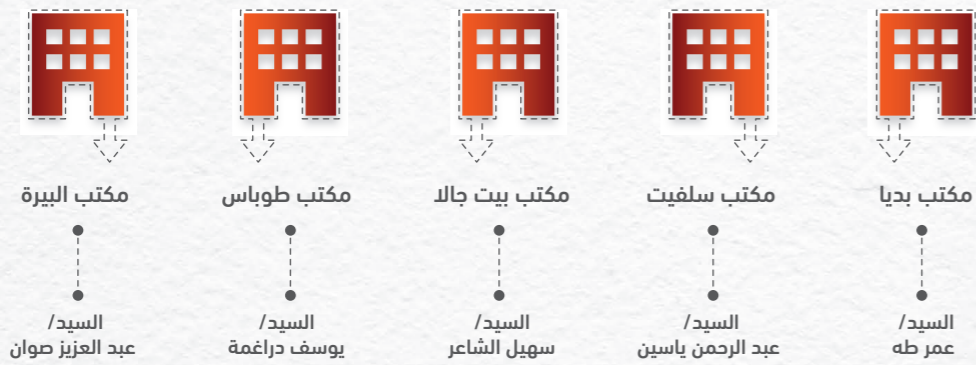 مكتب بديا
مكتب سلفيت
مكتب بيت جالا
مكتب طوباس
مكتب البيرة
السيد/
عمر طه
السيد/
عبد الرحمن ياسين
السيد/
سهيل الشاعر
السيد/
يوسف دراغمة
السيد/
عبد العزيز صوان